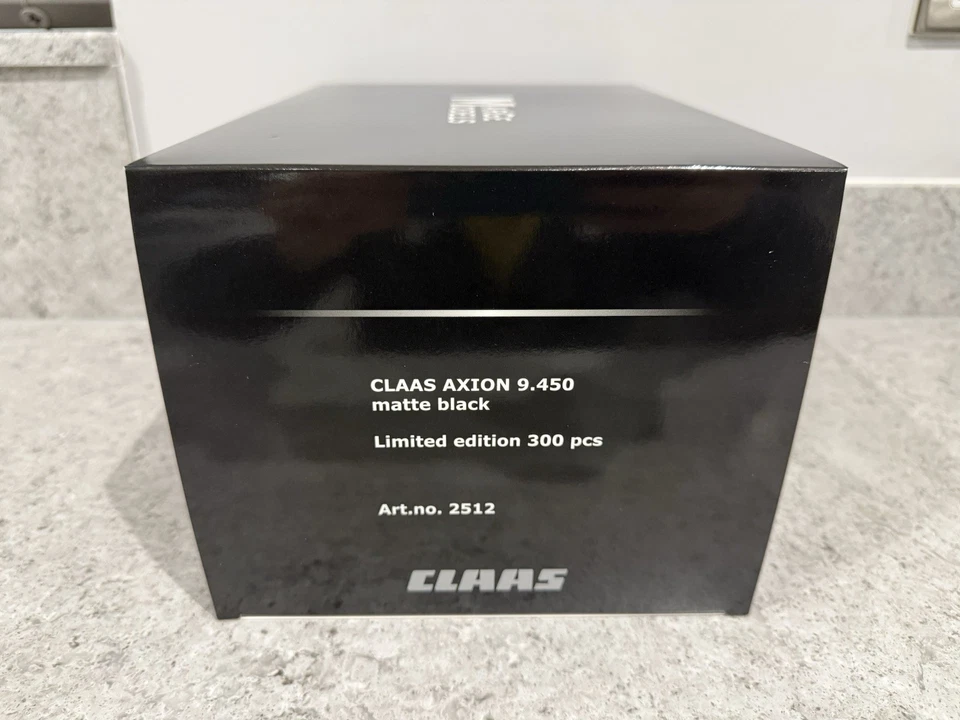 CLAAS AXION 9.450
matte black
Limited edition 300 pcs
Art.no. 2512
CLAAS